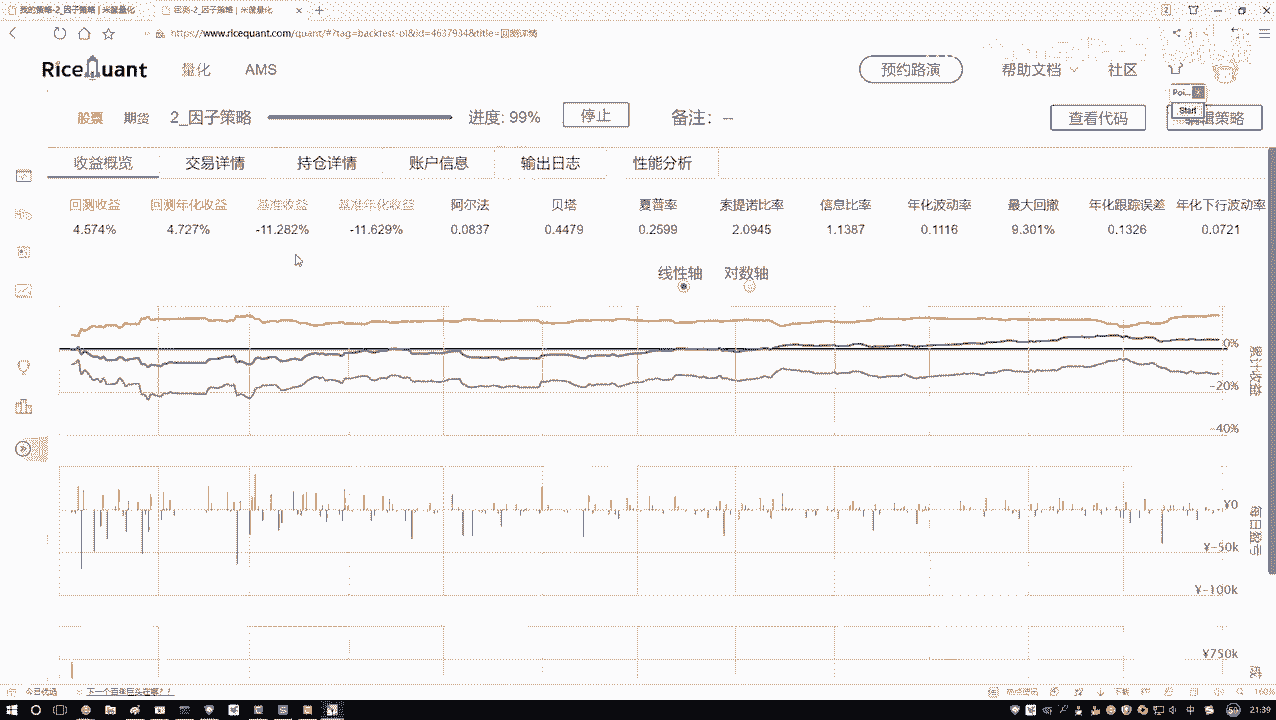 我的策略-2_因子策略 | 米筐量化
回测-2_因子策略 | 米筐量化
https://www.ricequant.com/quant/#?tag=backtest-bt&id=4637934&title=回测详情
RiceQuant
量化
AMS
预约路演
帮助文档
社区
Poi...
Start
股票
期货
2_因子策略
进度: 99%
停止
备注: --
查看代码
编辑策略
收益概览
交易详情
持仓详情
账户信息
输出日志
性能分析
回测收益 回测年化收益 基准收益 基准年化收益 阿尔法 贝塔 夏普率 索提诺比率 信息比率 年化波动率 最大回撤 年化跟踪误差 年化下行波动率
4.574% 4.727% -11.282% -11.629% 0.0837 0.4479 0.2599 2.0945 1.1387 0.1116 9.301% 0.1326 0.0721
线性轴 对数轴
0%
-20%
-40%
累计收益
¥0
¥-50k
¥-100k
每日盈亏
¥750k
今日优选
160%
中
21:39